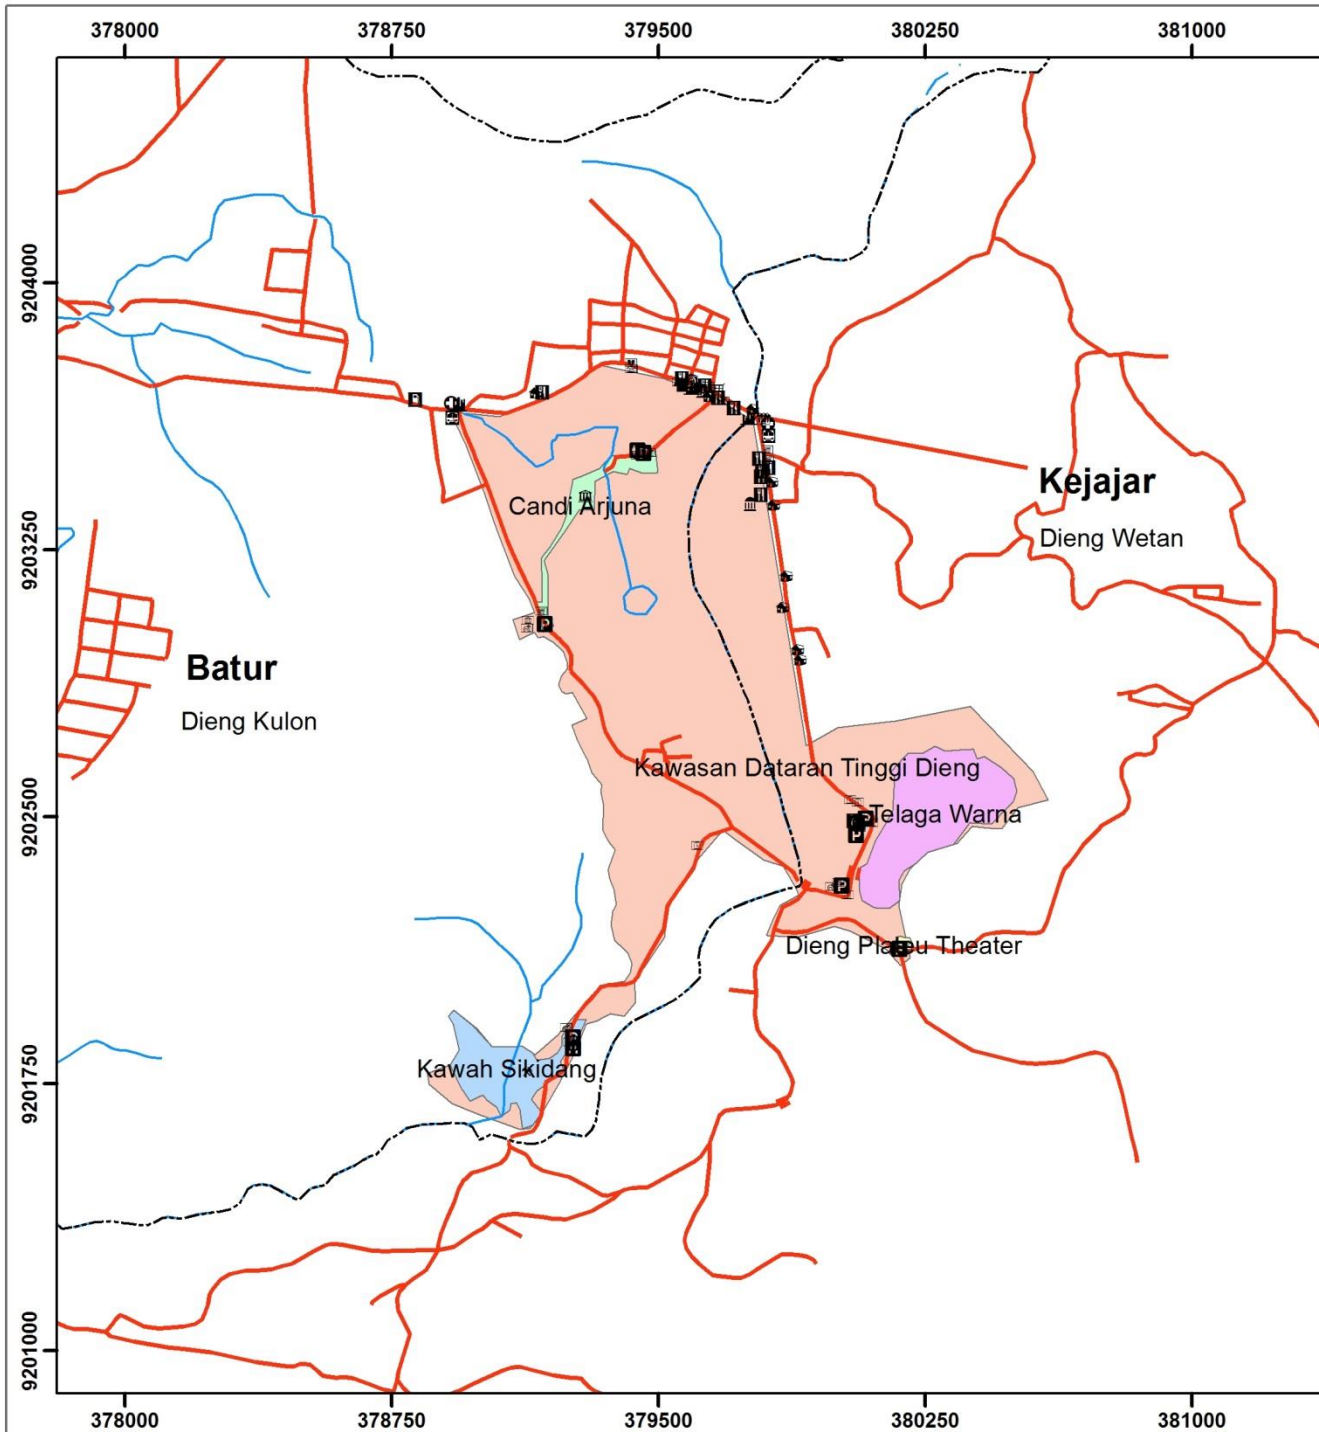 378000 378750 379500 380250 381000
9204000
Candi Arjuna
Kejajar
Dieng Wetan
9203250
P
Batur
Dieng Kulon
Kawasan Dataran Tinggi Dieng
Telaga Warna
P
9202500
P
P
Dieng Plateu Theater
Kawah Sikidang
9201750
9201000
378000 378750 379500 380250 381000